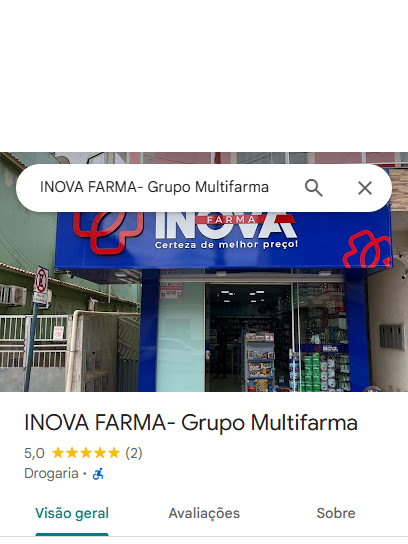 INOVA FARMA- Grupo Multifarma
INOVA
FARMA
Certeza de melhor preço!
INOVA FARMA- Grupo Multifarma
5,0 (2)
Drogaria ·
Visão geral Avaliações Sobre